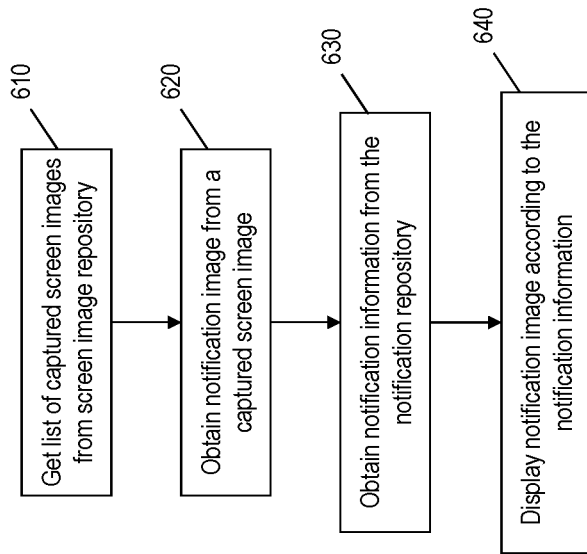 610
Get list of captured screen images
from screen image repository
620
Obtain notification image from a
captured screen image
630
Obtain notification information from the
notification repository
640
Display notification image according to the
notification information